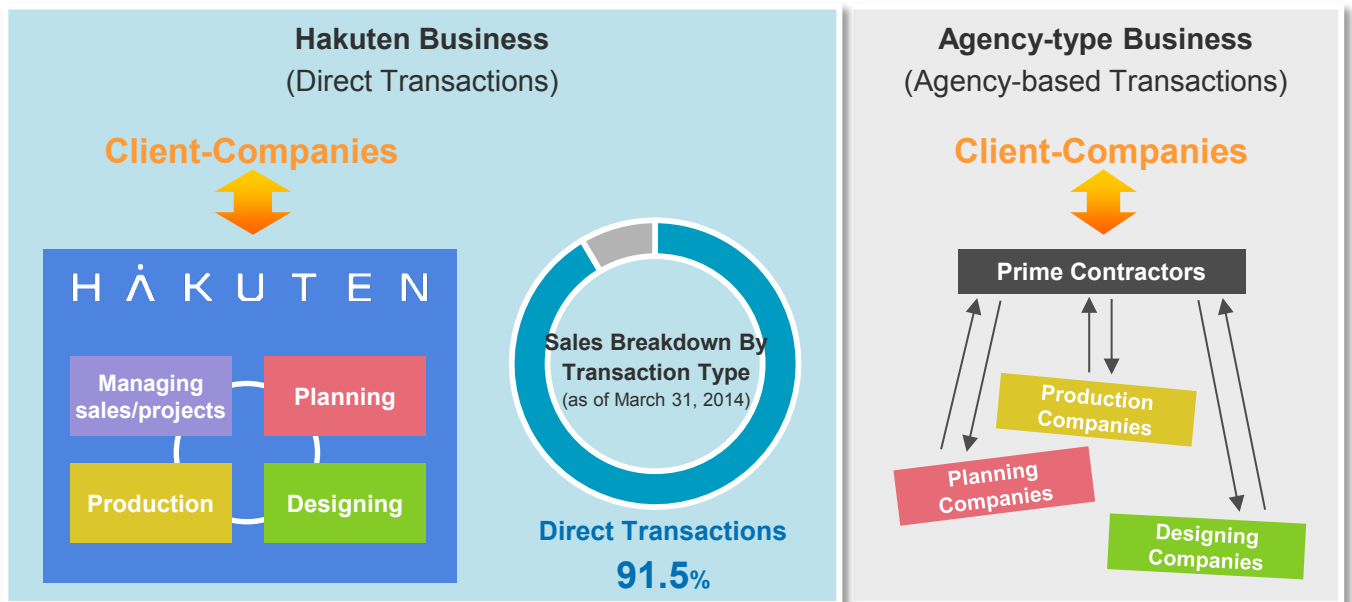 Hakuten Business
(Direct Transactions)
Client-Companies
HȦKUTEN
Managing
sales/projects
Planning
Production
Designing
Sales Breakdown By
Transaction Type
(as of March 31, 2014)
Direct Transactions
91.5%
Agency-type Business
(Agency-based Transactions)
Client-Companies
Prime Contractors
Production
Companies
Planning
Companies
Designing
Companies